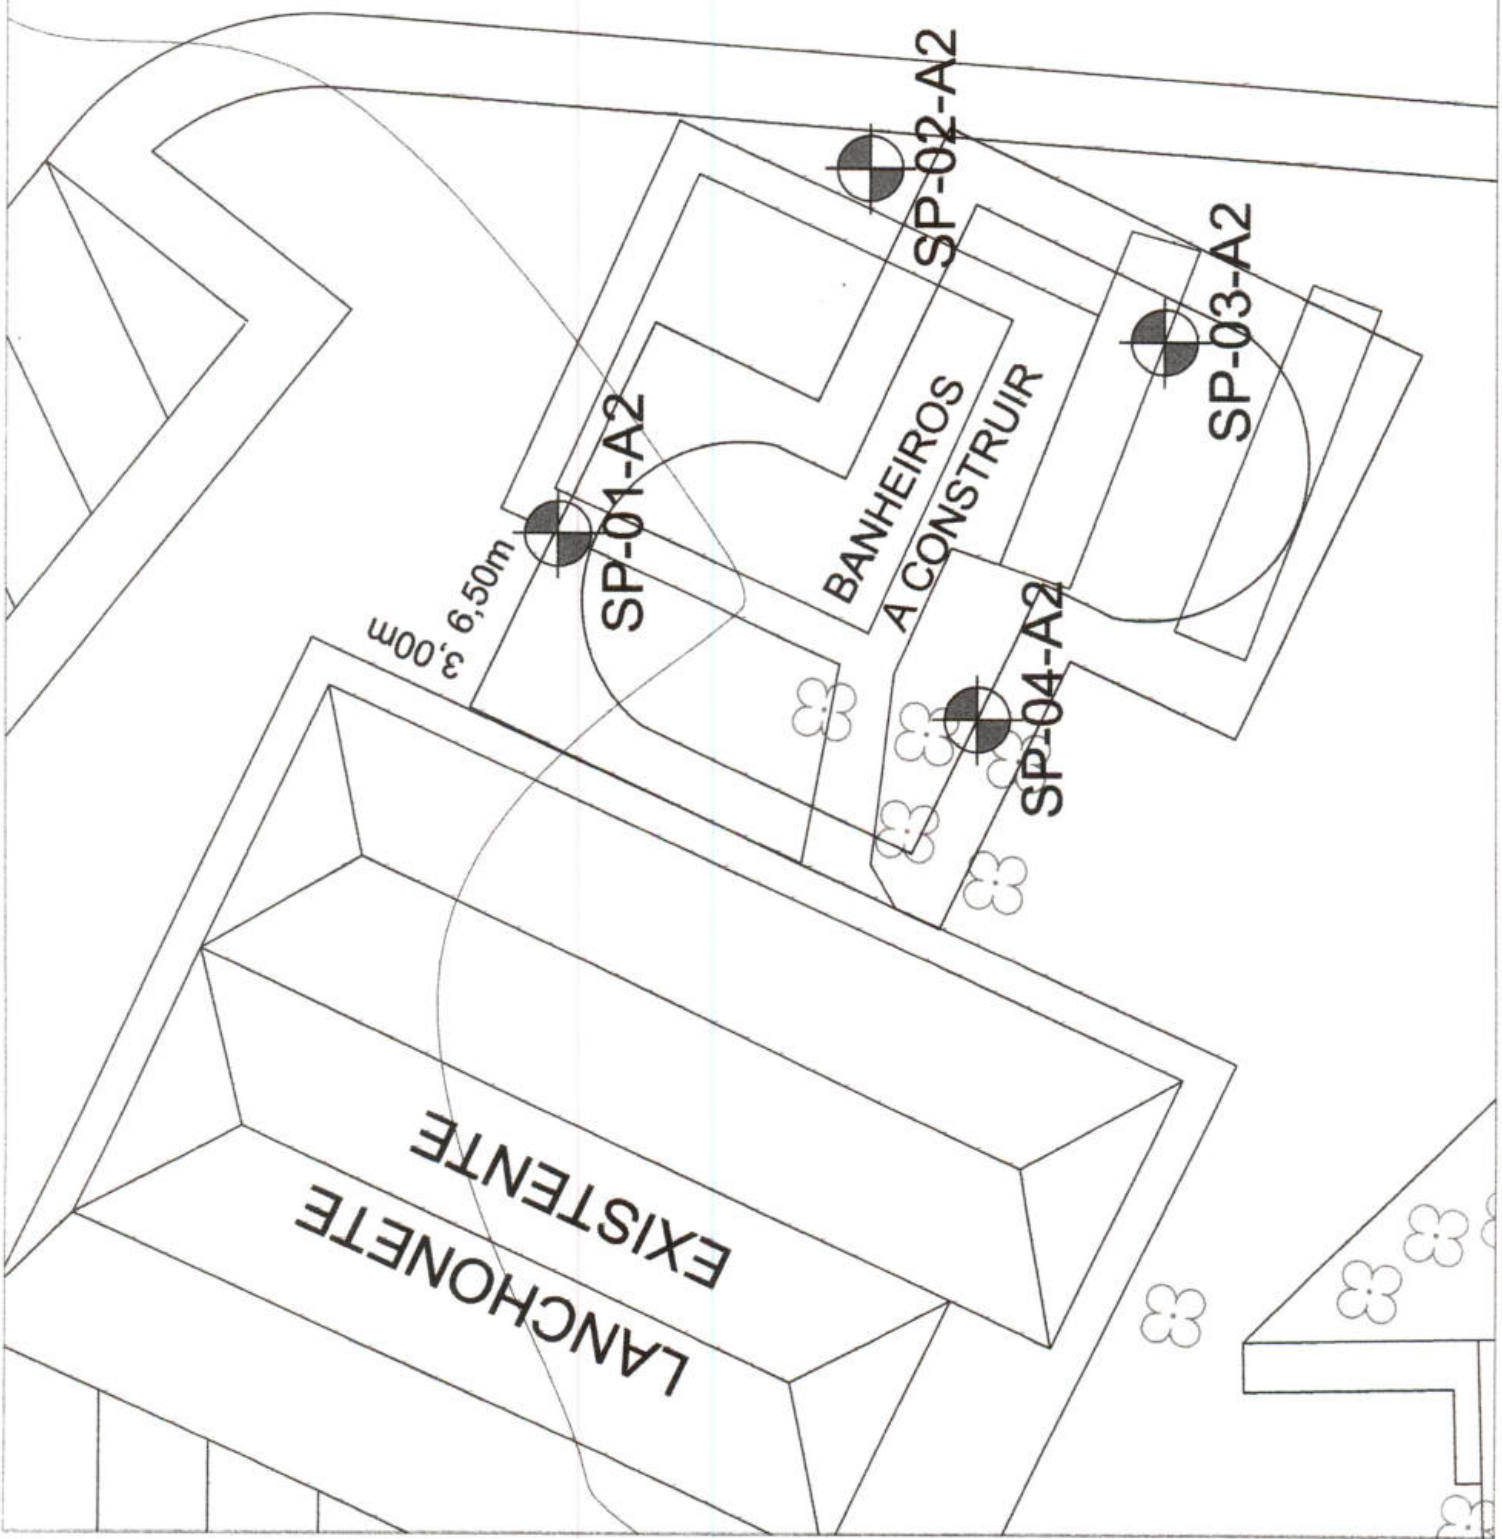 SP-02-A2
SP-03-A2
SP-01-A2
BANHEIROS
A CONSTRUIR
6,50m
3,00m
SP-04-A2
LANCHONETE
EXISTENTE